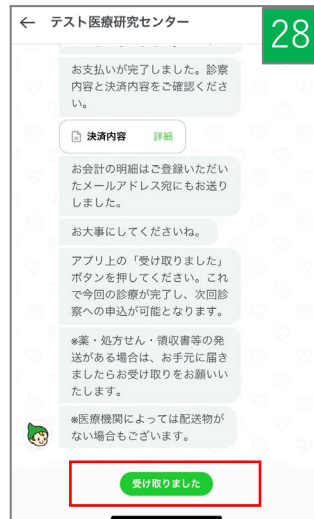 ← テスト医療研究センター
28
お支払いが完了しました。診察
内容と決済内容をご確認くださ
い。
決済内容 詳細
お会計の明細はご登録いただい
たメールアドレス宛にもお送り
しました。
お大事にしてくださいね。
アプリ上の「受け取りました」
ボタンを押してください。これ
で今回の診療が完了し、次回診
察への申込が可能となります。
※薬・処方せん・領収書等の発
送がある場合は、お手元に届き
ましたらお受け取りをお願いい
たします。
※医療機関によっては配送物が
ない場合もございます。
受け取りました